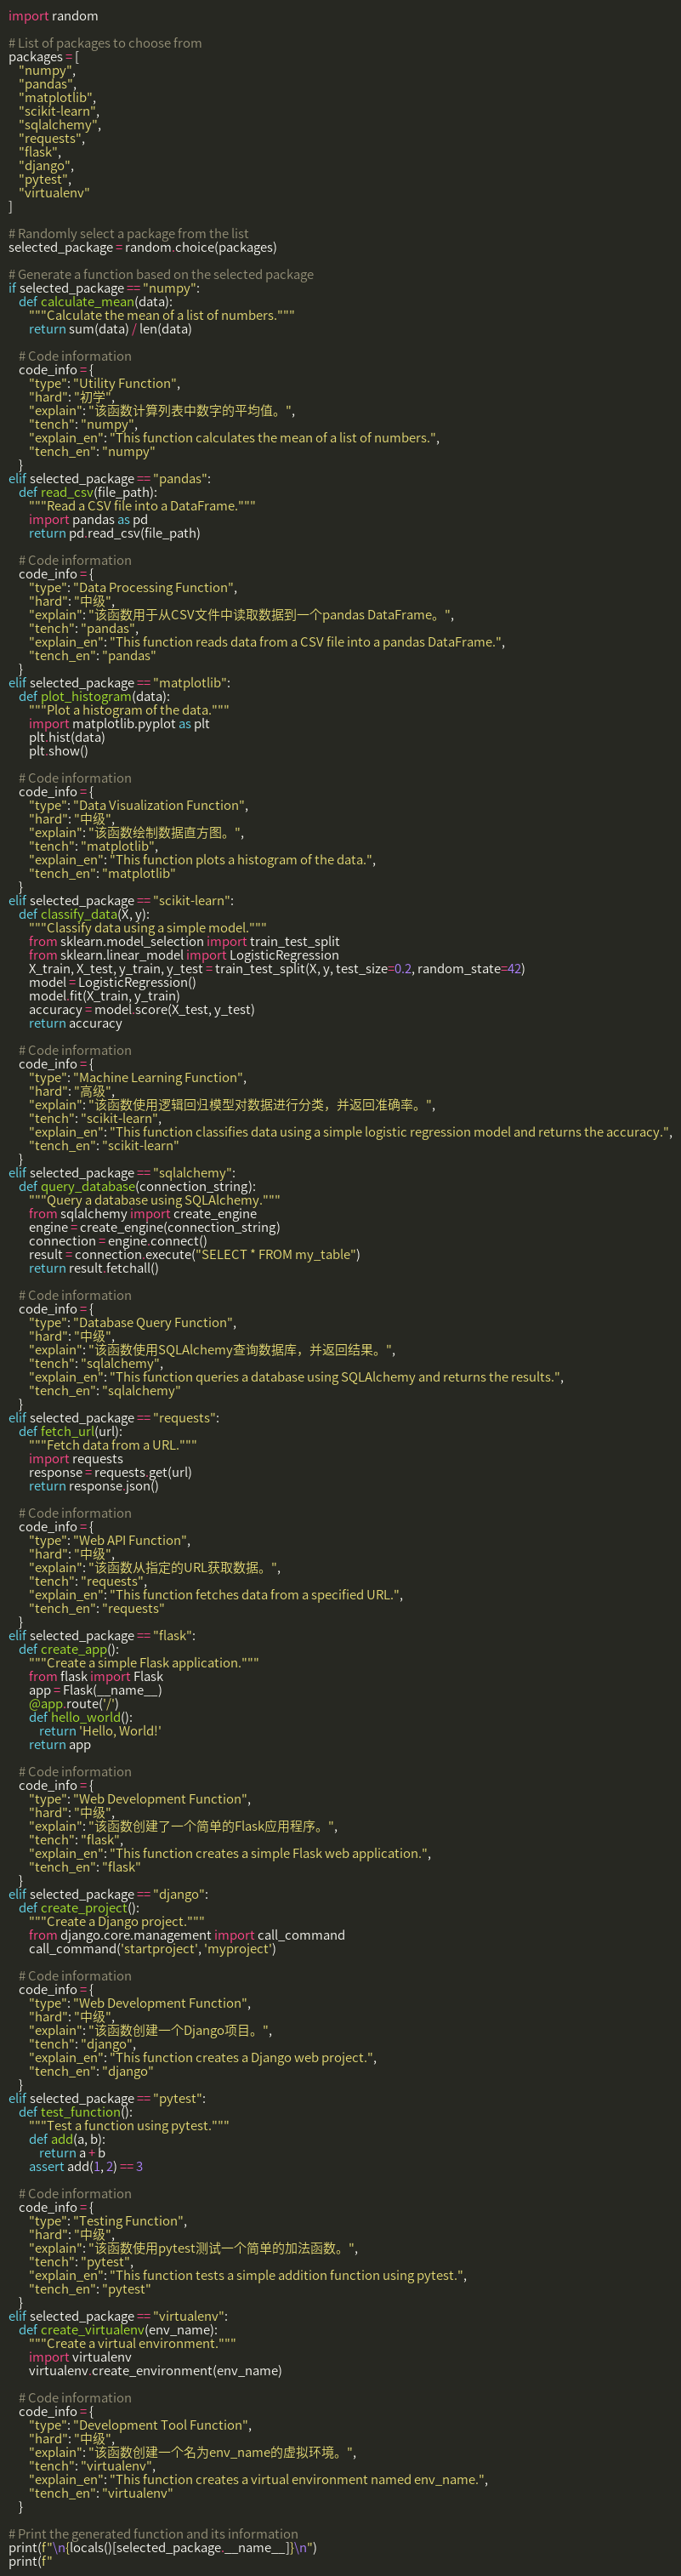 import random

# List of packages to choose from
packages = [
    "numpy",
    "pandas",
    "matplotlib",
    "scikit-learn",
    "sqlalchemy",
    "requests",
    "flask",
    "django",
    "pytest",
    "virtualenv"
]

# Randomly select a package from the list
selected_package = random.choice(packages)

# Generate a function based on the selected package
if selected_package == "numpy":
    def calculate_mean(data):
        """Calculate the mean of a list of numbers."""
        return sum(data) / len(data)

    # Code information
    code_info = {
        "type": "Utility Function",
        "hard": "初学",
        "explain": "该函数计算列表中数字的平均值。",
        "tench": "numpy",
        "explain_en": "This function calculates the mean of a list of numbers.",
        "tench_en": "numpy"
    }
elif selected_package == "pandas":
    def read_csv(file_path):
        """Read a CSV file into a DataFrame."""
        import pandas as pd
        return pd.read_csv(file_path)

    # Code information
    code_info = {
        "type": "Data Processing Function",
        "hard": "中级",
        "explain": "该函数用于从CSV文件中读取数据到一个pandas DataFrame。",
        "tench": "pandas",
        "explain_en": "This function reads data from a CSV file into a pandas DataFrame.",
        "tench_en": "pandas"
    }
elif selected_package == "matplotlib":
    def plot_histogram(data):
        """Plot a histogram of the data."""
        import matplotlib.pyplot as plt
        plt.hist(data)
        plt.show()

    # Code information
    code_info = {
        "type": "Data Visualization Function",
        "hard": "中级",
        "explain": "该函数绘制数据直方图。",
        "tench": "matplotlib",
        "explain_en": "This function plots a histogram of the data.",
        "tench_en": "matplotlib"
    }
elif selected_package == "scikit-learn":
    def classify_data(X, y):
        """Classify data using a simple model."""
        from sklearn.model_selection import train_test_split
        from sklearn.linear_model import LogisticRegression
        X_train, X_test, y_train, y_test = train_test_split(X, y, test_size=0.2, random_state=42)
        model = LogisticRegression()
        model.fit(X_train, y_train)
        accuracy = model.score(X_test, y_test)
        return accuracy

    # Code information
    code_info = {
        "type": "Machine Learning Function",
        "hard": "高级",
        "explain": "该函数使用逻辑回归模型对数据进行分类，并返回准确率。",
        "tench": "scikit-learn",
        "explain_en": "This function classifies data using a simple logistic regression model and returns the accuracy.",
        "tench_en": "scikit-learn"
    }
elif selected_package == "sqlalchemy":
    def query_database(connection_string):
        """Query a database using SQLAlchemy."""
        from sqlalchemy import create_engine
        engine = create_engine(connection_string)
        connection = engine.connect()
        result = connection.execute("SELECT * FROM my_table")
        return result.fetchall()

    # Code information
    code_info = {
        "type": "Database Query Function",
        "hard": "中级",
        "explain": "该函数使用SQLAlchemy查询数据库，并返回结果。",
        "tench": "sqlalchemy",
        "explain_en": "This function queries a database using SQLAlchemy and returns the results.",
        "tench_en": "sqlalchemy"
    }
elif selected_package == "requests":
    def fetch_url(url):
        """Fetch data from a URL."""
        import requests
        response = requests.get(url)
        return response.json()

    # Code information
    code_info = {
        "type": "Web API Function",
        "hard": "中级",
        "explain": "该函数从指定的URL获取数据。",
        "tench": "requests",
        "explain_en": "This function fetches data from a specified URL.",
        "tench_en": "requests"
    }
elif selected_package == "flask":
    def create_app():
        """Create a simple Flask application."""
        from flask import Flask
        app = Flask(__name__)
        @app.route('/')
        def hello_world():
            return 'Hello, World!'
        return app

    # Code information
    code_info = {
        "type": "Web Development Function",
        "hard": "中级",
        "explain": "该函数创建了一个简单的Flask应用程序。",
        "tench": "flask",
        "explain_en": "This function creates a simple Flask web application.",
        "tench_en": "flask"
    }
elif selected_package == "django":
    def create_project():
        """Create a Django project."""
        from django.core.management import call_command
        call_command('startproject', 'myproject')

    # Code information
    code_info = {
        "type": "Web Development Function",
        "hard": "中级",
        "explain": "该函数创建一个Django项目。",
        "tench": "django",
        "explain_en": "This function creates a Django web project.",
        "tench_en": "django"
    }
elif selected_package == "pytest":
    def test_function():
        """Test a function using pytest."""
        def add(a, b):
            return a + b
        assert add(1, 2) == 3

    # Code information
    code_info = {
        "type": "Testing Function",
        "hard": "中级",
        "explain": "该函数使用pytest测试一个简单的加法函数。",
        "tench": "pytest",
        "explain_en": "This function tests a simple addition function using pytest.",
        "tench_en": "pytest"
    }
elif selected_package == "virtualenv":
    def create_virtualenv(env_name):
        """Create a virtual environment."""
        import virtualenv
        virtualenv.create_environment(env_name)

    # Code information
    code_info = {
        "type": "Development Tool Function",
        "hard": "中级",
        "explain": "该函数创建一个名为env_name的虚拟环境。",
        "tench": "virtualenv",
        "explain_en": "This function creates a virtual environment named env_name.",
        "tench_en": "virtualenv"
    }

# Print the generated function and its information
print(f"\n{locals()[selected_package.__name__]}\n")
print(f"